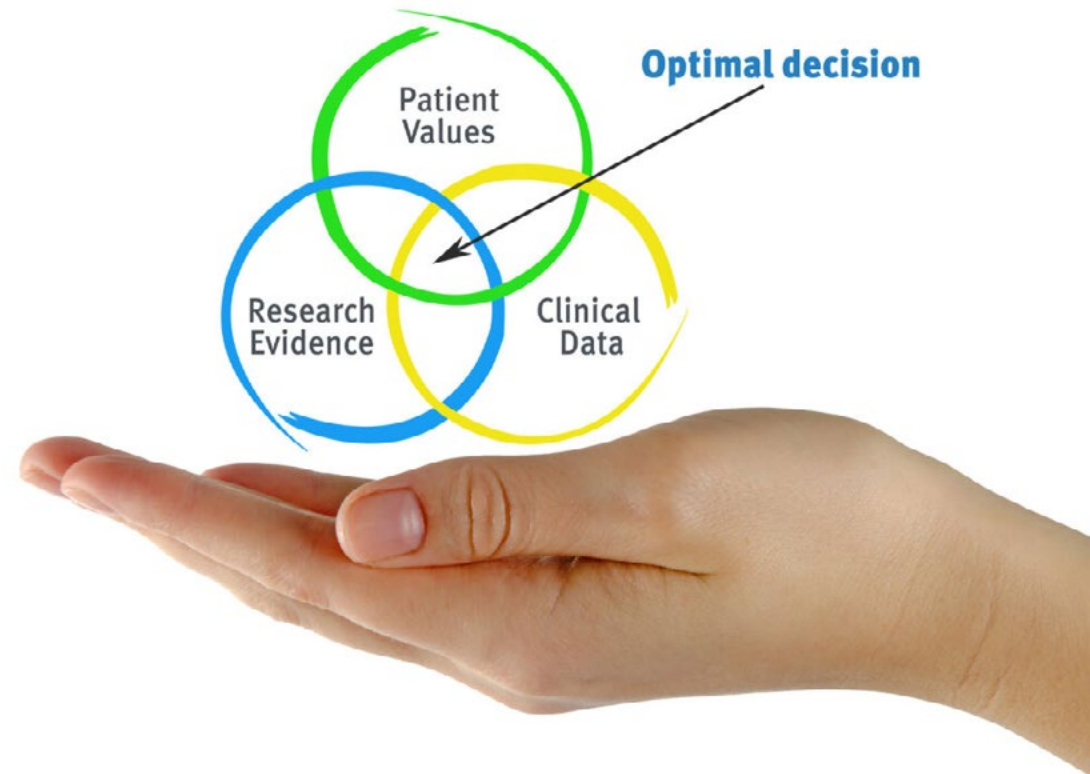 Optimal decision
Patient
Values
Research
Evidence
Clinical
Data